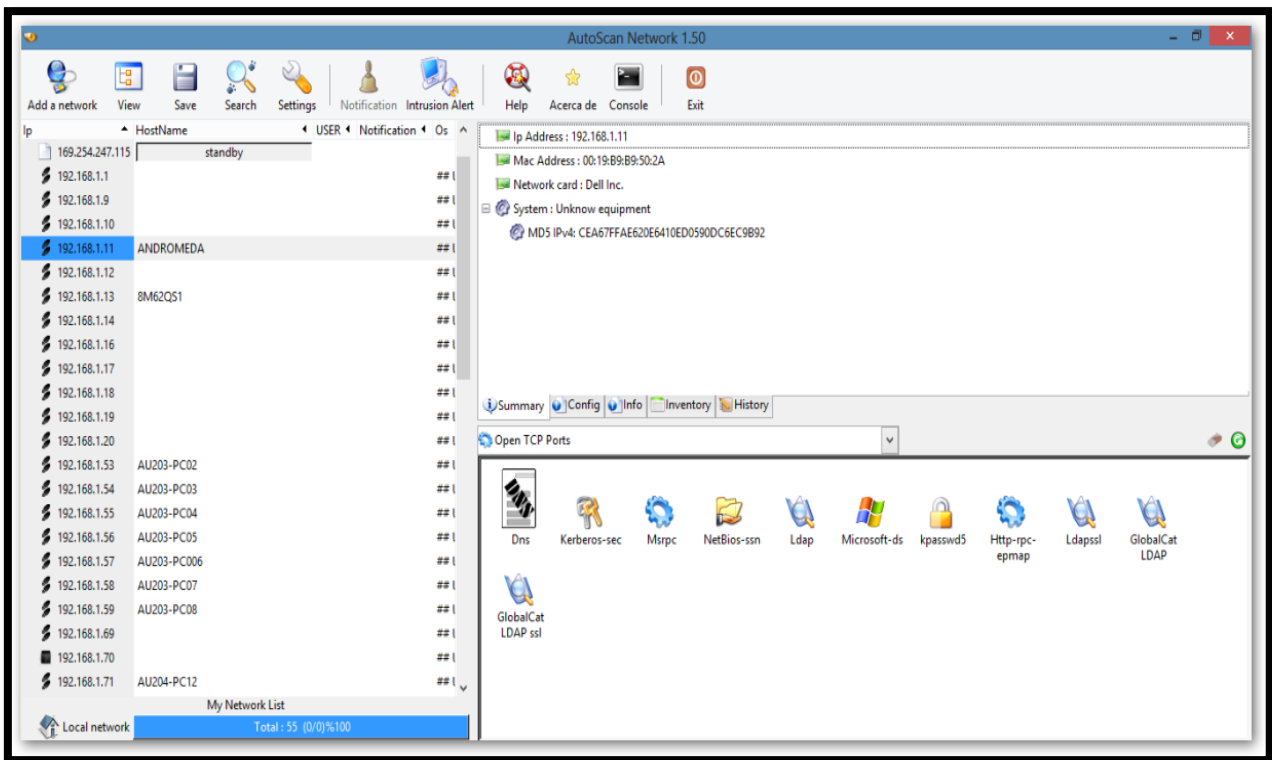 AutoScan Network 1.50
Add a network View Save Search Settings Notification Intrusion Alert Help Acerca de Console Exit
Ip HostName USER Notification Os
169.254.247.115 standby
192.168.1.1 ##
192.168.1.9 ##
192.168.1.10 ##
192.168.1.11 ANDROMEDA ##
192.168.1.12 ##
192.168.1.13 8M62QS1 ##
192.168.1.14 ##
192.168.1.16 ##
192.168.1.17 ##
192.168.1.18 ##
192.168.1.19 ##
192.168.1.20 ##
192.168.1.53 AU203-PC02 ##
192.168.1.54 AU203-PC03 ##
192.168.1.55 AU203-PC04 ##
192.168.1.56 AU203-PC05 ##
192.168.1.57 AU203-PC006 ##
192.168.1.58 AU203-PC07 ##
192.168.1.59 AU203-PC08 ##
192.168.1.69 ##
192.168.1.70 ##
192.168.1.71 AU204-PC12 ##
My Network List
Local network Total : 55 (0/0)%100
Ip Address : 192.168.1.11
Mac Address : 00:19:B9:B9:50:2A
Network card : Dell Inc.
System : Unknow equipment
MD5 IPv4: CEA67FFAE620E6410ED0590DC6EC9B92
Summary Config Info Inventory History
Open TCP Ports
Dns Kerberos-sec Msrpc NetBios-ssn Ldap Microsoft-ds kpasswd5 Http-rpc-epmap Ldapssl GlobalCat LDAP
GlobalCat LDAP ssl